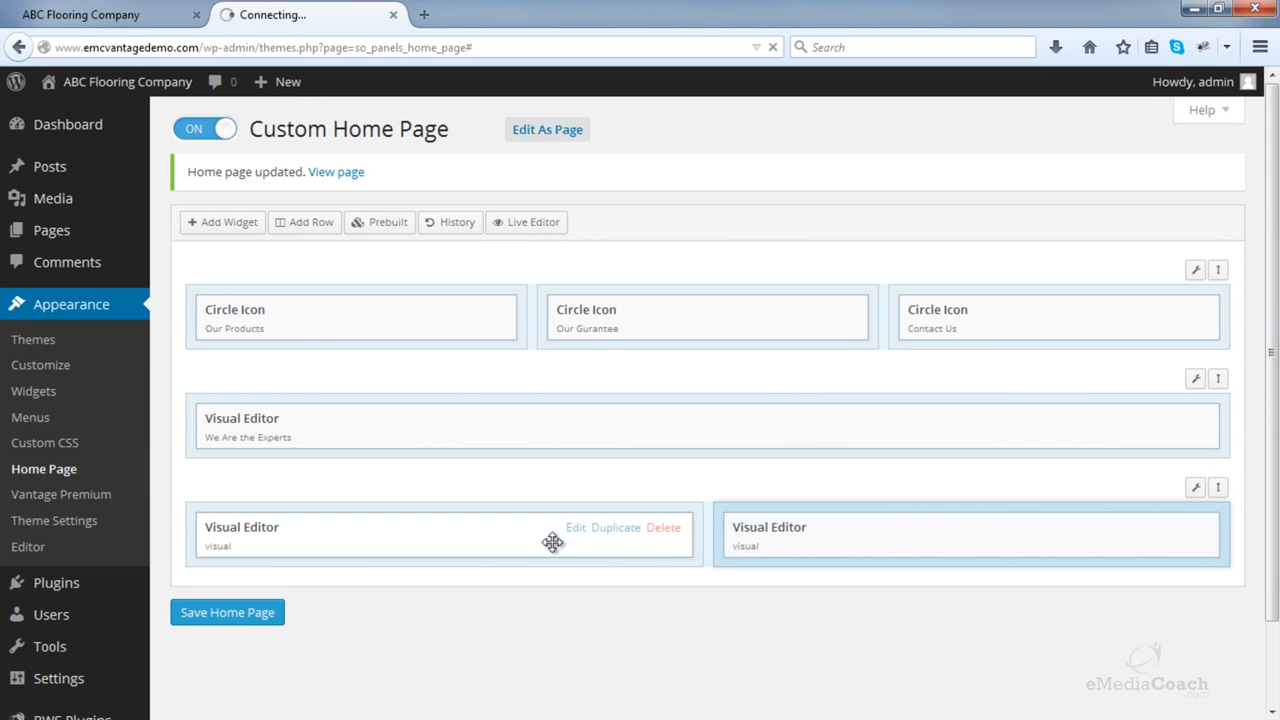 ABC Flooring Company
Connecting...
www.emcvantagedemo.com/wp-admin/themes.php?page=so_panels_home_page#
Search
ABC Flooring Company
0
New
Howdy, admin
Help
Dashboard
Posts
Media
Pages
Comments
Appearance
Themes
Customize
Widgets
Menus
Custom CSS
Home Page
Vantage Premium
Theme Settings
Editor
Plugins
Users
Tools
Settings
BWS Plugins
ON
Custom Home Page
Edit As Page
Home page updated. View page
Add Widget
Add Row
Prebuilt
History
Live Editor
Circle Icon
Our Products
Circle Icon
Our Gurantee
Circle Icon
Contact Us
Visual Editor
We Are the Experts
Visual Editor
visual
Edit Duplicate Delete
Visual Editor
visual
Save Home Page
eMediaCoach
.com